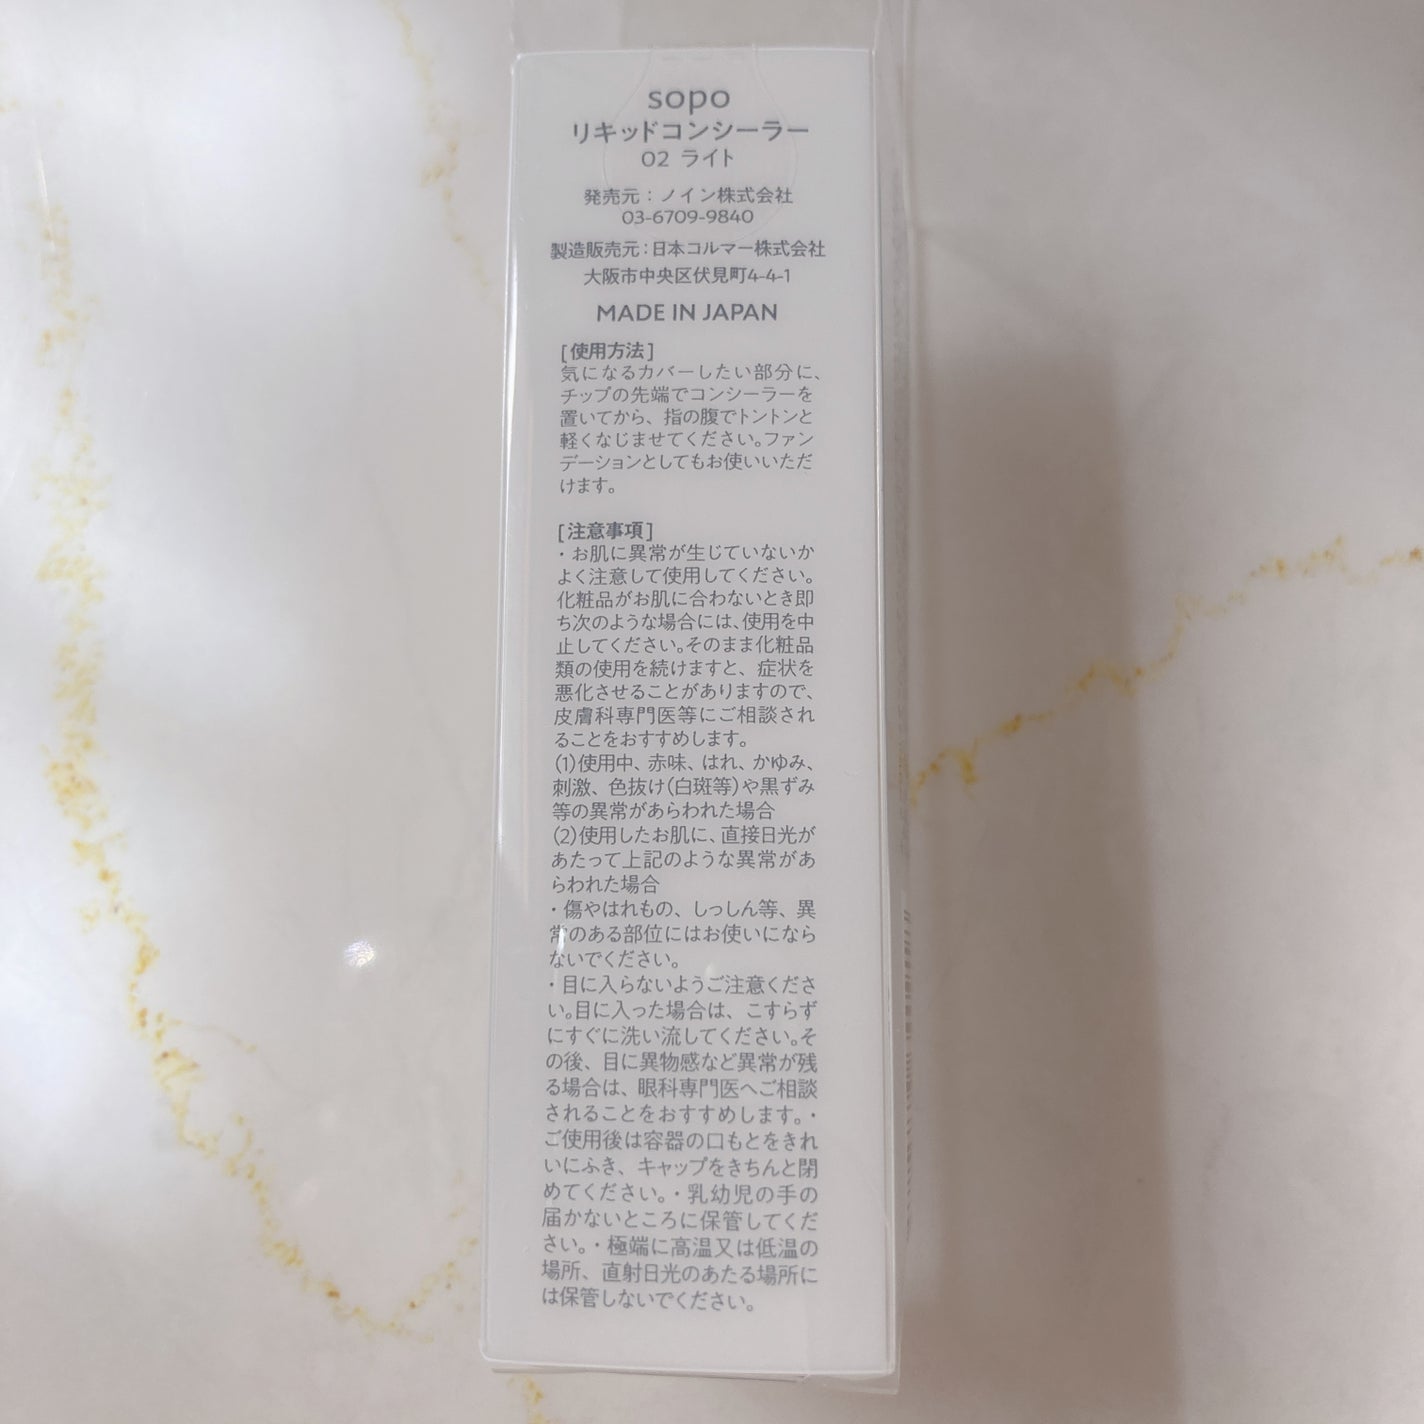 sopo
リキッドコンシーラー
02 ライト
発売元：ノイン株式会社
03-6709-9840
製造販売元：日本コルマー株式会社
大阪市中央区伏見町4-4-1
MADE IN JAPAN
[使用方法]
気になるカバーしたい部分に、
チップの先端でコンシーラーを
置いてから、指の腹でトントンと
軽くなじませてください。ファン
デーションとしてもお使いいただ
けます。
[注意事項]
・お肌に異常が生じていないか
よく注意して使用してください。
化粧品がお肌に合わないとき即
ち次のような場合には、使用を中
止してください。そのまま化粧品
類の使用を続けますと、症状を
悪化させることがありますので、
皮膚科専門医等にご相談され
ることをおすすめします。
(1)使用中、赤味、はれ、かゆみ、
刺激、色抜け(白斑等)や黒ずみ
等の異常があらわれた場合
(2)使用したお肌に、直接日光が
あたって上記のような異常があ
らわれた場合
・傷やはれもの、しっしん等、異
常のある部位にはお使いになら
ないでください。
・目に入らないようご注意くださ
い。目に入った場合は、こすらず
にすぐに洗い流してください。そ
の後、目に異物感など異常が残
る場合は、眼科専門医へご相談
されることをおすすめします。・
ご使用後は容器の口もとをきれ
いにふき、キャップをきちんと閉
めてください。・乳幼児の手の
届かないところに保管してくだ
さい。・極端に高温又は低温の
場所、直射日光のあたる場所に
は保管しないでください。